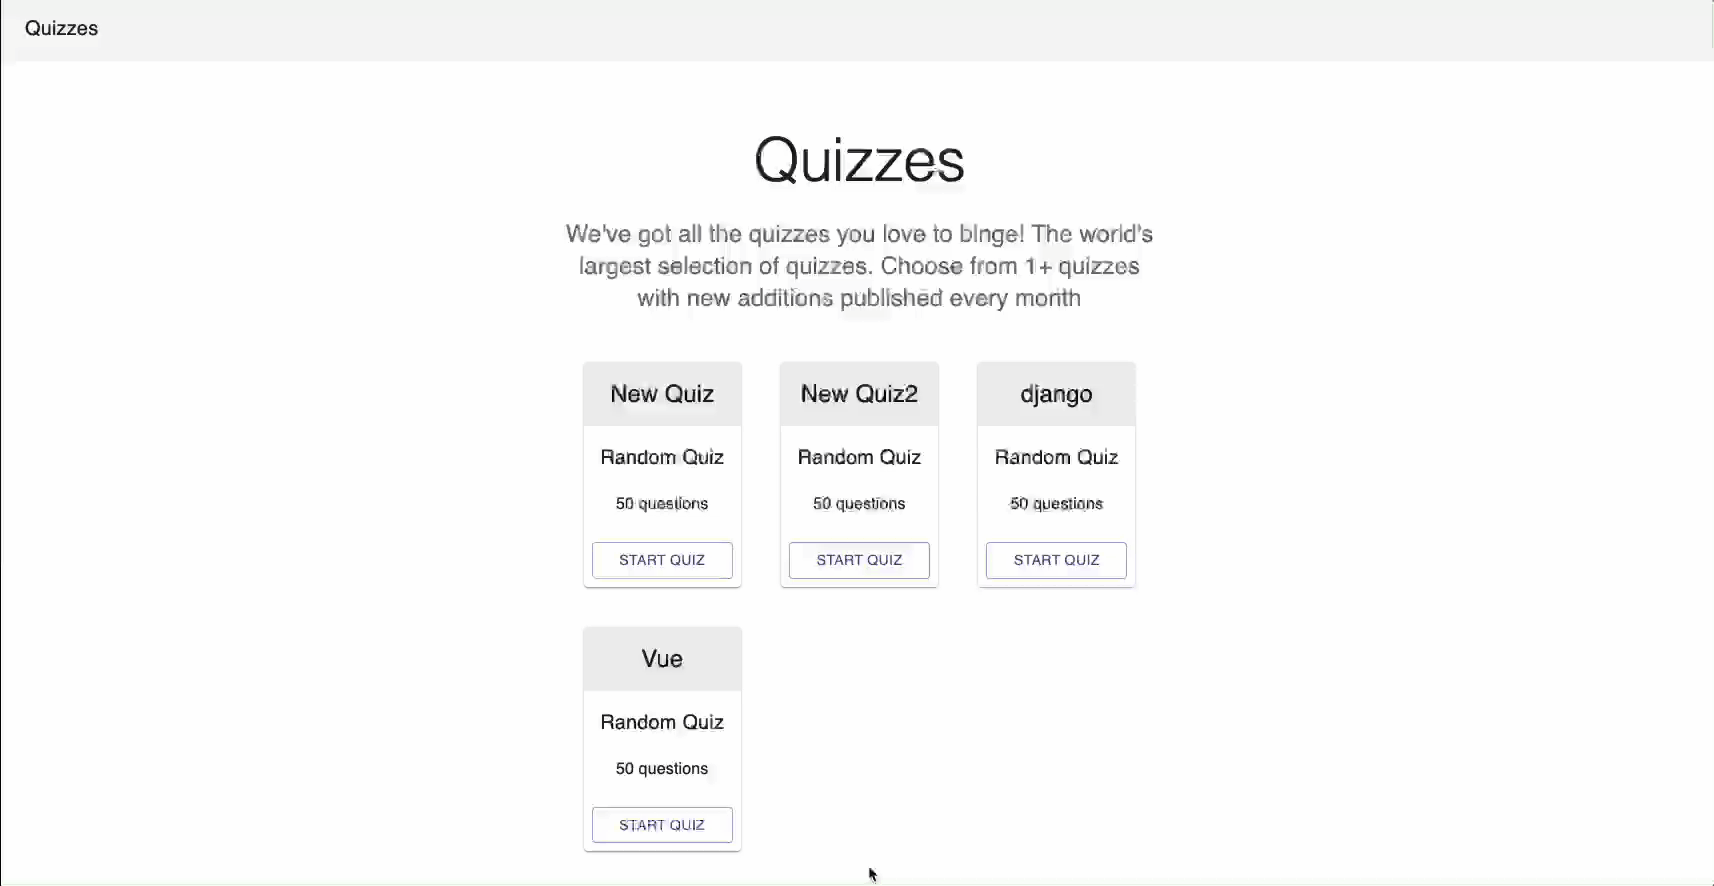 Quizzes
Quizzes
We've got all the quizzes you love to binge! The world's
largest selection of quizzes. Choose from 1+ quizzes
with new additions published every month
New Quiz
Random Quiz
50 questions
START QUIZ
New Quiz2
Random Quiz
50 questions
START QUIZ
django
Random Quiz
50 questions
START QUIZ
Vue
Random Quiz
50 questions
START QUIZ